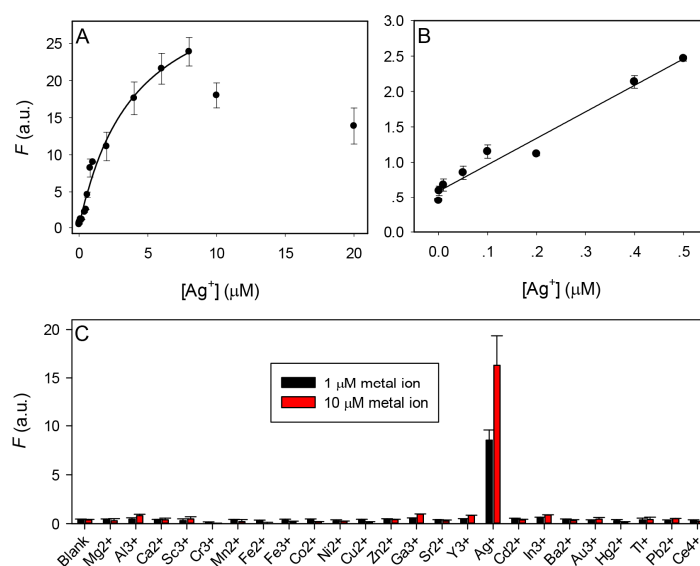 A
25
20
15
10
5
0
F (a.u.)
0 5 10 15 20
[Ag+] (μM)
B
3.0
2.5
2.0
1.5
1.0
.5
0.0
0.0 .1 .2 .3 .4 .5
[Ag+] (μM)
C
20
15
10
5
0
F (a.u.)
1 μM metal ion
10 μM metal ion
Blank
Mg2+
Al3+
Ca2+
Sc3+
Cr3+
Mn2+
Fe2+
Fe3+
Co2+
Ni2+
Cu2+
Zn2+
Ga3+
Sr2+
Y3+
Ag+
Cd2+
In3+
Ba2+
Au3+
Hg2+
Tl+
Pb2+
Ce4+